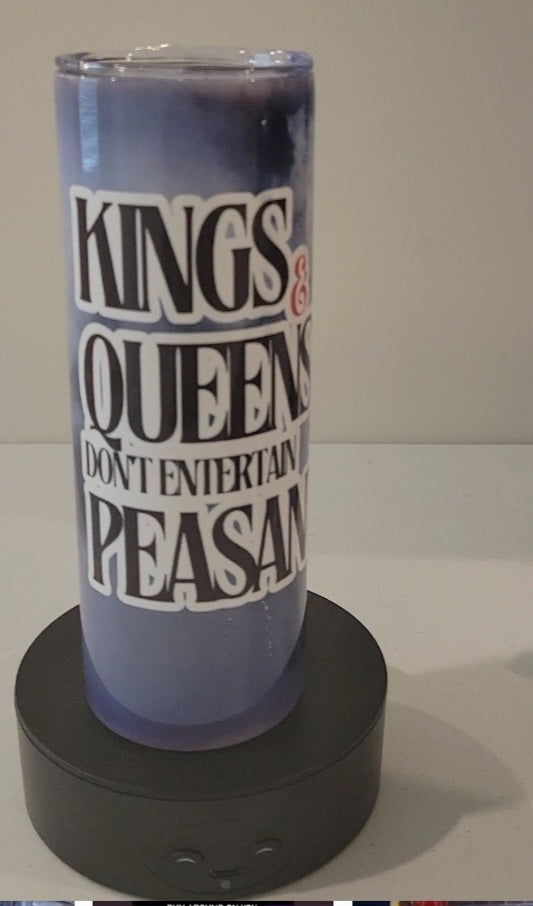 KINGS &
QUEENS
DON'T ENTERTAIN
PEASAN